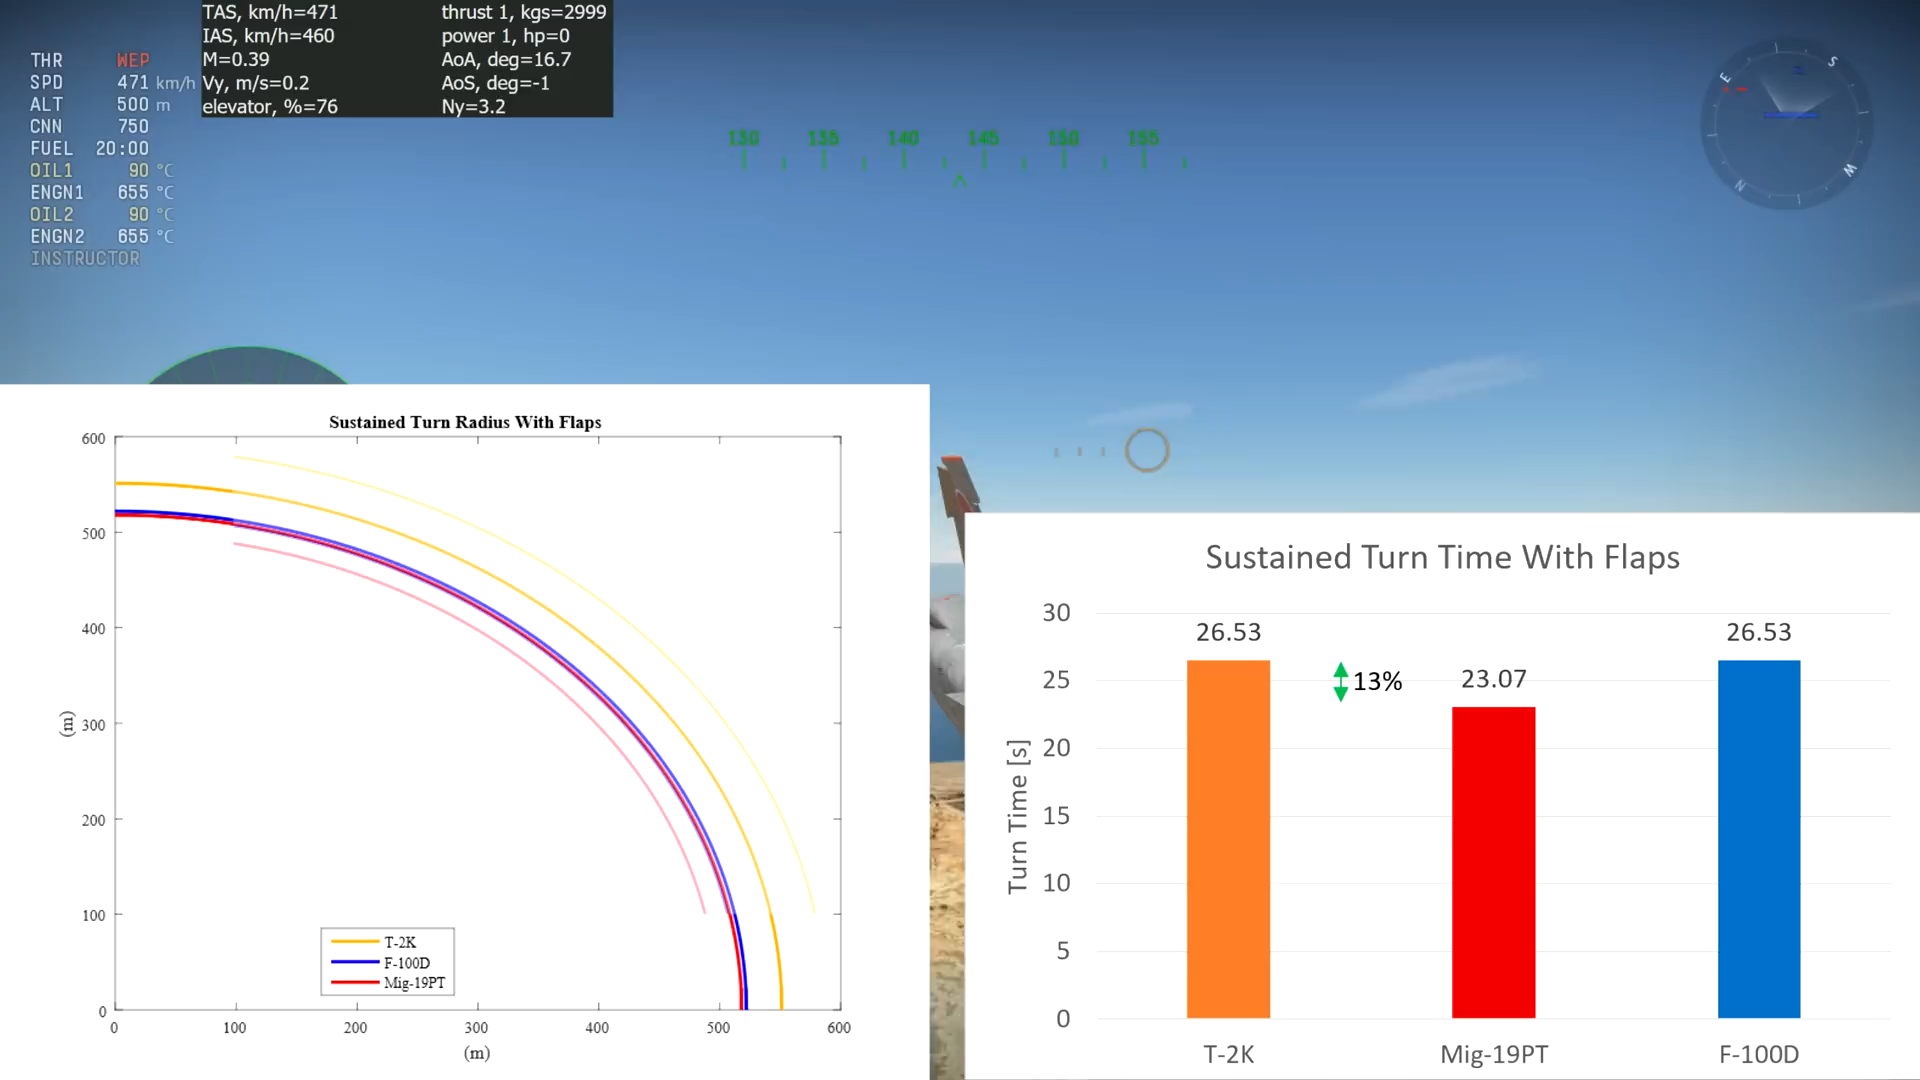 TAS, km/h=471
IAS, km/h=460
M=0.39
Vy, m/s=0.2
elevator, %=76
thrust 1, kgs=2999
power 1, hp=0
AoA, deg=16.7
AoS, deg=-1
Ny=3.2
THR WEP
SPD 471 km/h
ALT 500 m
CNN 750
FUEL 20:00
OIL1 90 °C
ENGN1 655 °C
OIL2 90 °C
ENGN2 655 °C
INSTRUCTOR
130 135 140 145 150 155
E S W N
Sustained Turn Radius With Flaps
600
500
400
300
200
100
0
(m)
0 100 200 300 400 500 600
(m)
T-2K
F-100D
Mig-19PT
Sustained Turn Time With Flaps
Turn Time [s]
30
25
20
15
10
5
0
26.53
13%
23.07
26.53
T-2K Mig-19PT F-100D